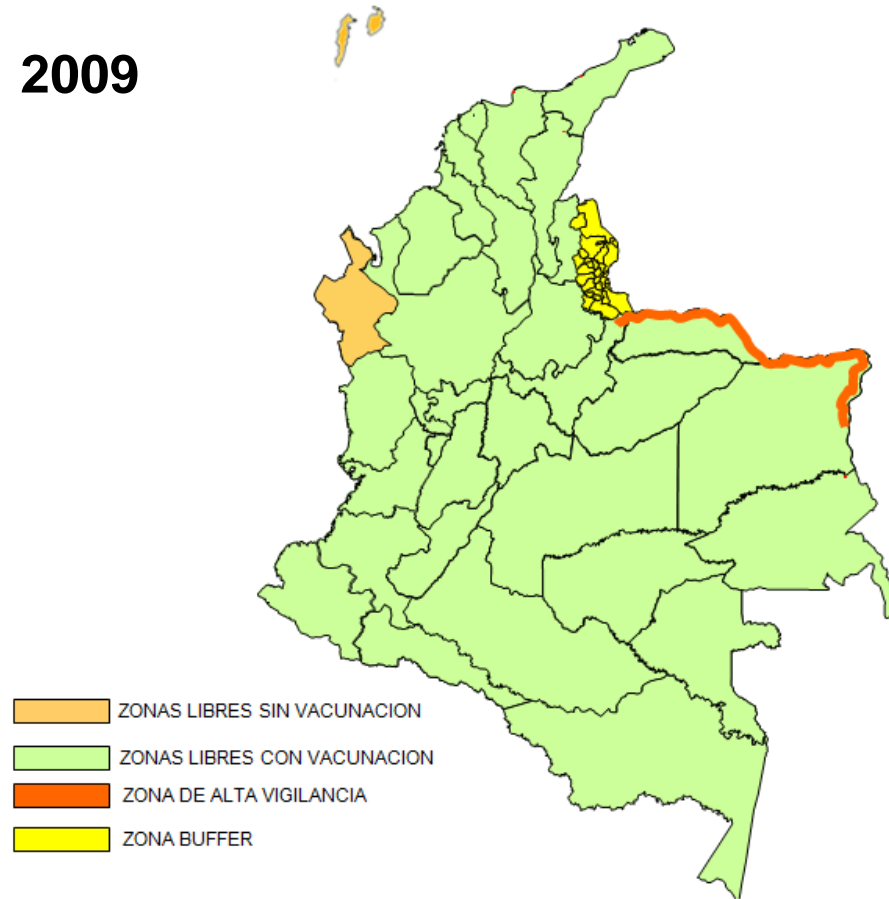 2009
ZONAS LIBRES SIN VACUNACION
ZONAS LIBRES CON VACUNACION
ZONA DE ALTA VIGILANCIA
ZONA BUFFER